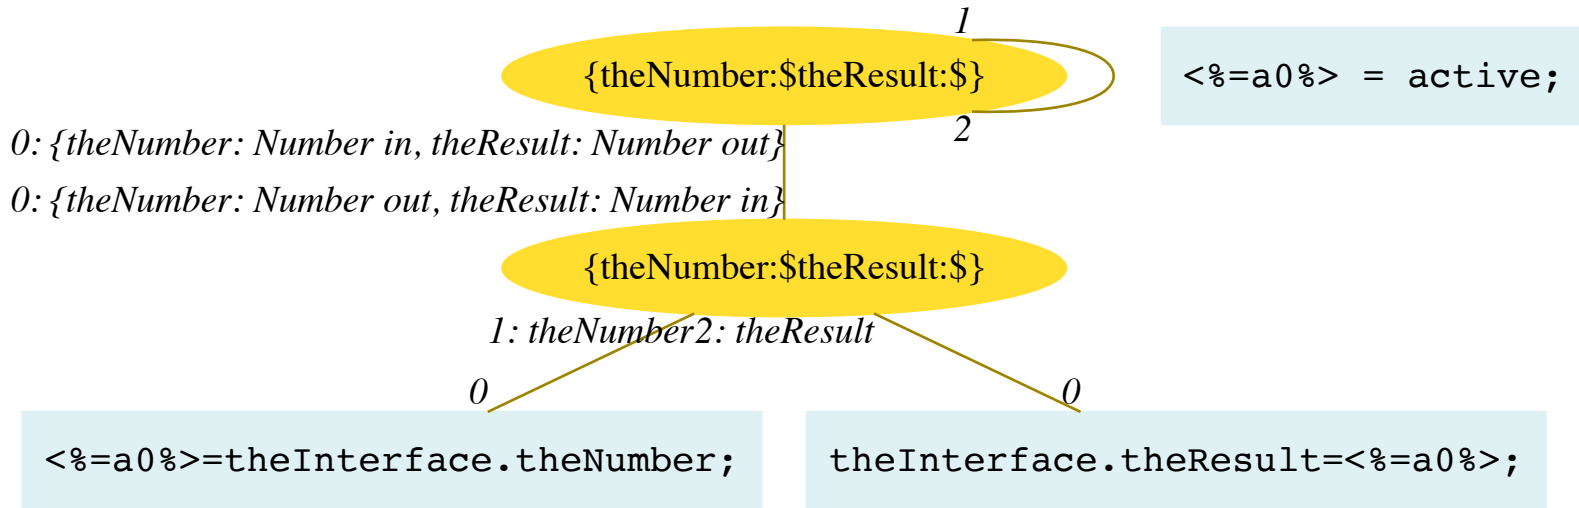 1
{theNumber:$theResult:$}
<%=a0%> = active;
2
0: {theNumber: Number in, theResult: Number out}
0: {theNumber: Number out, theResult: Number in}
{theNumber:$theResult:$}
1: theNumber2: theResult
0
0
<%=a0%>=theInterface.theNumber;
theInterface.theResult=<%=a0%>;